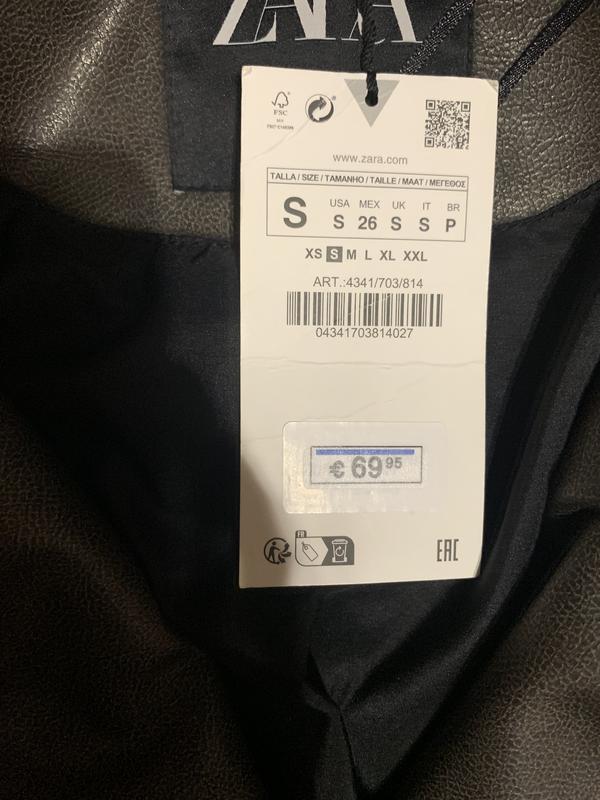 ZARA
FSC
www.zara.com
TALLA / SIZE / TAMANHO / TAILLE / MAAT / ΜΕΓΕΘΟΣ
S
USA MEX UK IT BR
S 26 S S P
XS S M L XL XXL
ART.:4341/703/814
04341703814027
€ 69 95
FR
EAC